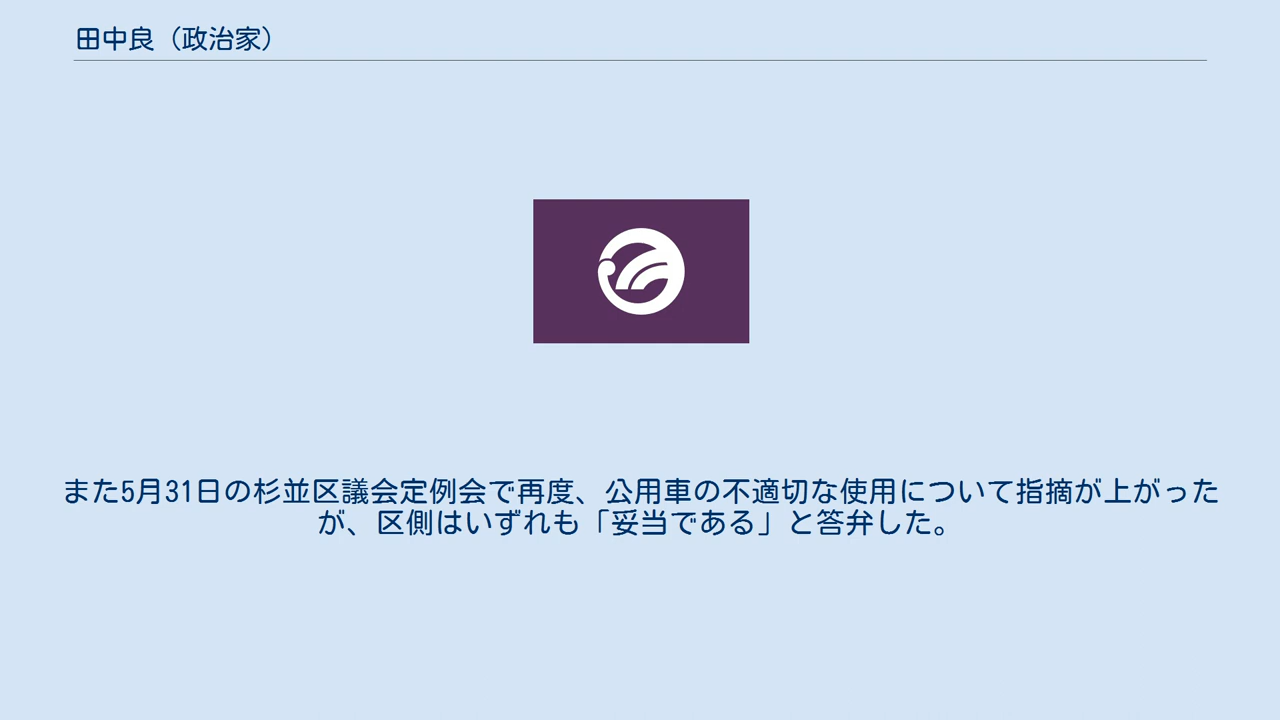 田中良（政治家）
また5月31日の杉並区議会定例会で再度、公用車の不適切な使用について指摘が上がった
が、区側はいずれも「妥当である」と答弁した。